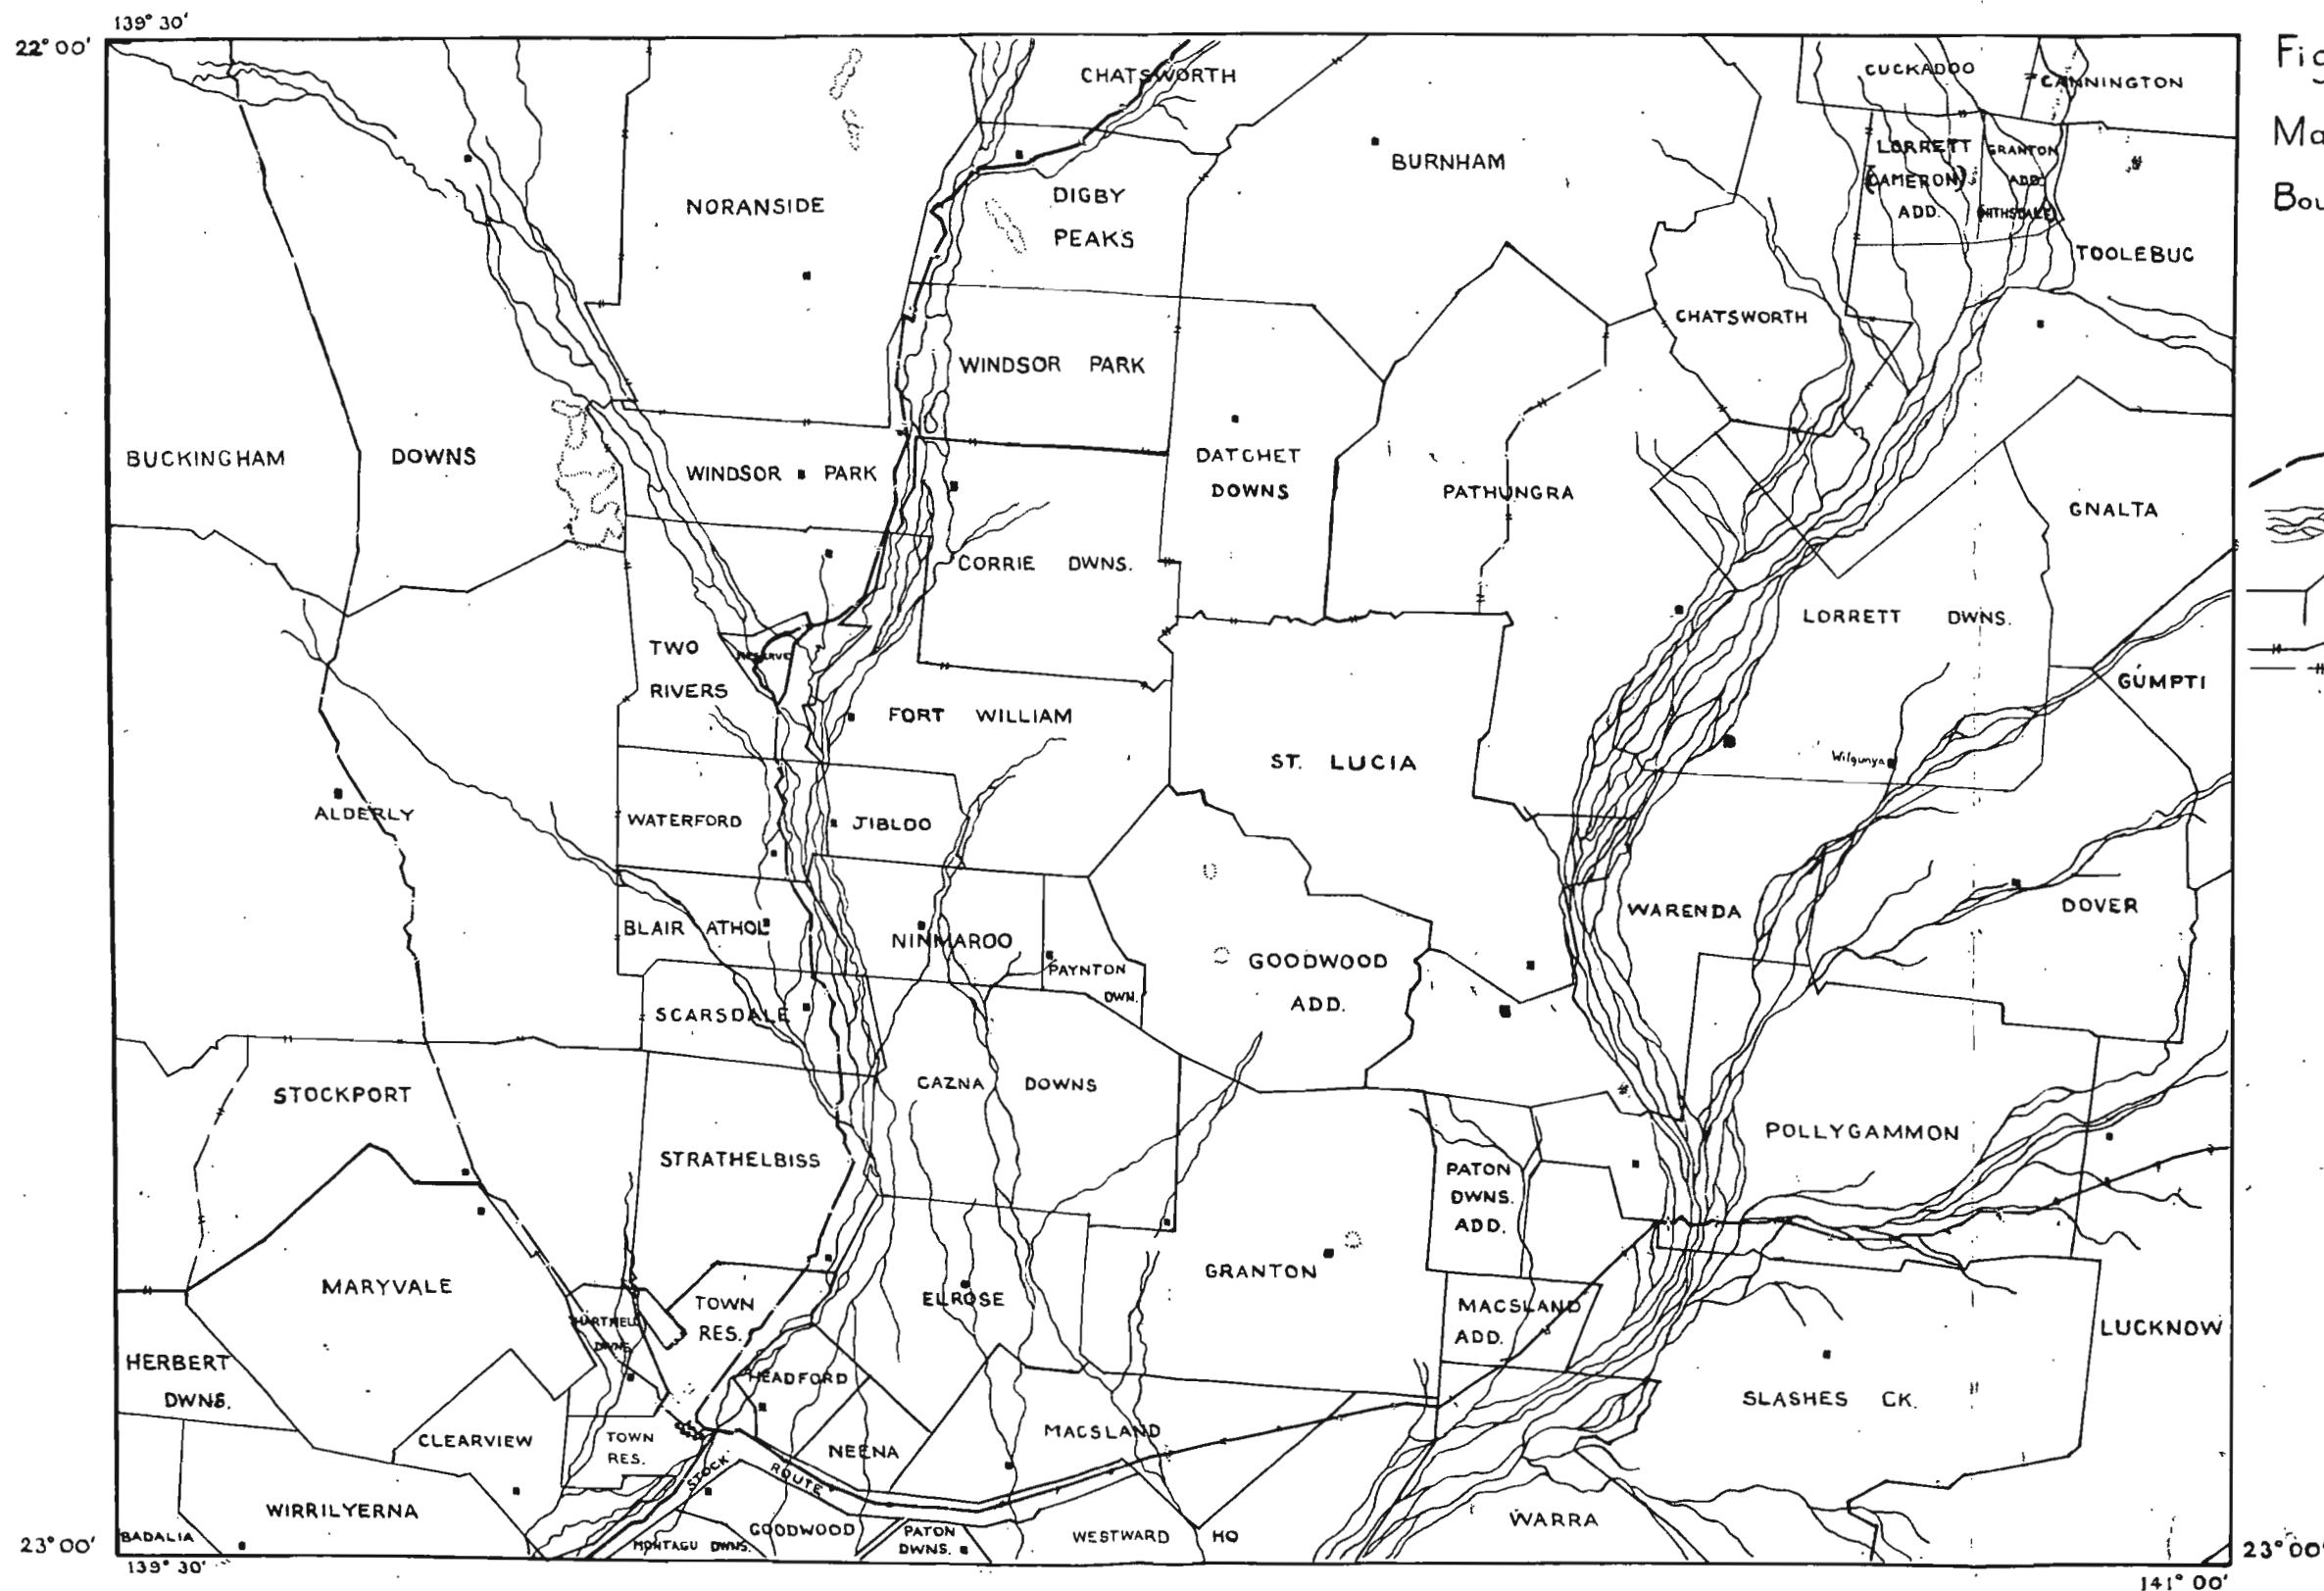 139° 30'
22° 00'
Fig
Ma
Bou
CHATSWORTH
CUCKADOO
CANNINGTON
BURNHAM
LORRETT
(CAMERON)
ADD.
GRANTON
ADD.
(NITHSDALE)
NORANSIDE
DIGBY
PEAKS
TOOLEBUC
CHATSWORTH
WINDSOR PARK
BUCKINGHAM DOWNS
WINDSOR PARK
DATCHET
DOWNS
PATHUNGRA
GNALTA
CORRIE DWNS.
LORRETT DWNS.
TWO
RIVERS
RESERVE
GUMPTI
FORT WILLIAM
ST. LUCIA
Wilgunya
ALDERLY
WATERFORD
JIBLDO
WARENDA
DOVER
BLAIR ATHOL
NINMAROO
GOODWOOD
ADD.
PAYNTON
DWN.
SCARSDALE
STOCKPORT
CAZNA DOWNS
POLLYGAMMON
STRATHELBISS
PATON
DWNS.
ADD.
MARYVALE
GRANTON
ELROSE
TOWN
RES.
MACSLAND
ADD.
DWNS
LUCKNOW
HERBERT
DWNS.
HEADFORD
SLASHES CK.
CLEARVIEW
TOWN
RES.
NEENA
MACSLAND
STOCK ROUTE
WIRRILYERNA
WARRA
BADALIA
MONTAGU DWNS.
GOODWOOD
PATON
DWNS.
WESTWARD HO
23° 00'
23° 00'
139° 30'
141° 00'